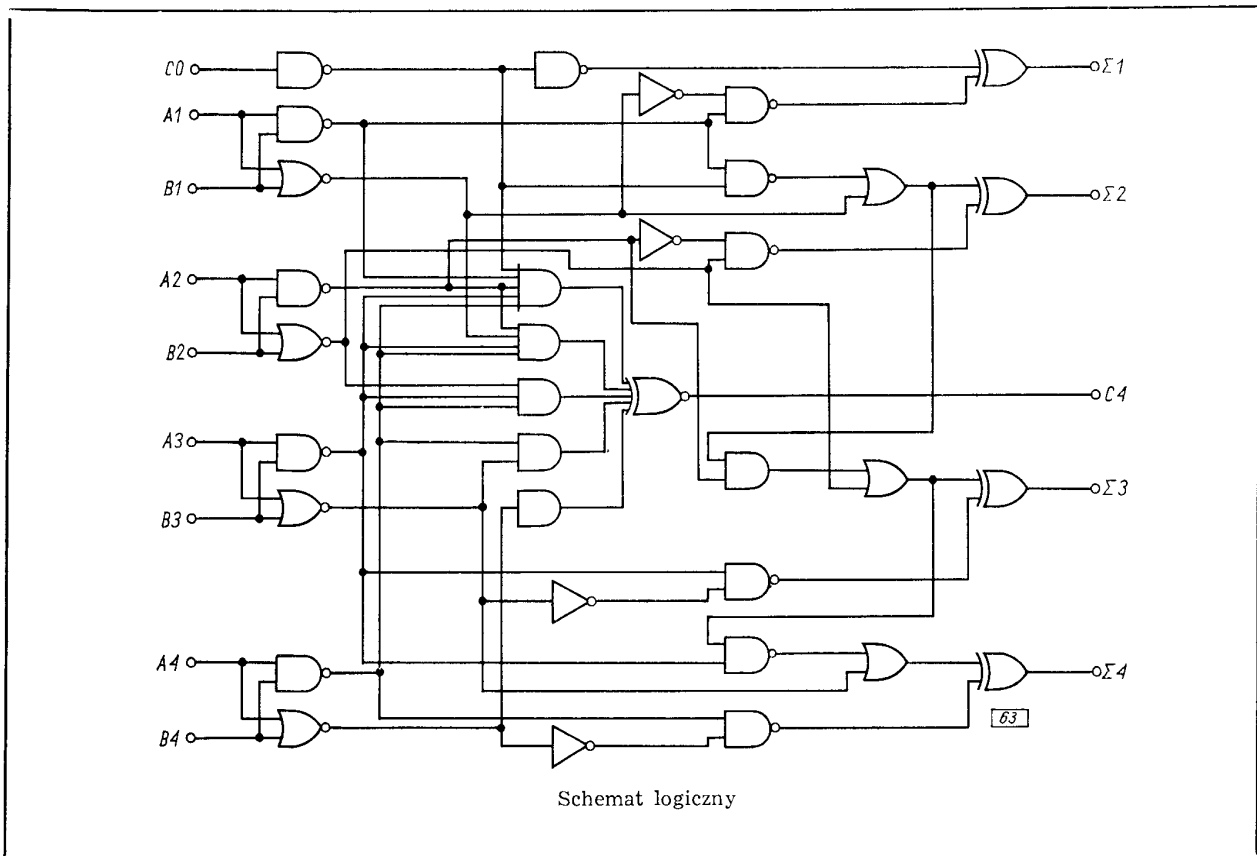 C0
Σ1
A1
B1
Σ2
A2
B2
C4
A3
Σ3
B3
A4
Σ4
63
B4
Schemat logiczny